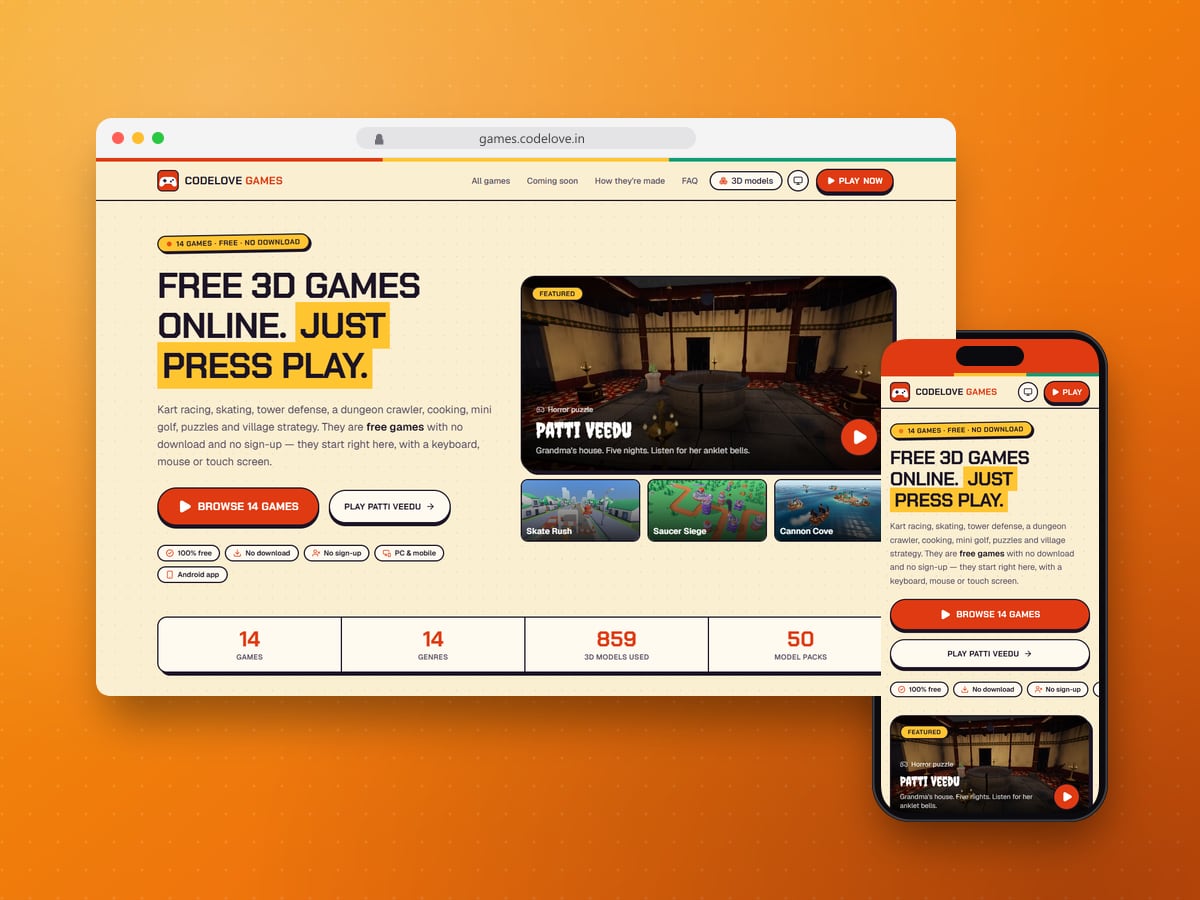 games.codelove.in
CODELOVE GAMES
All games
Coming soon
How they're made
FAQ
3D models
PLAY NOW
14 GAMES · FREE · NO DOWNLOAD
FREE 3D GAMES
ONLINE. JUST
PRESS PLAY.
Kart racing, skating, tower defense, a dungeon crawler, cooking, mini
golf, puzzles and village strategy. They are free games with no
download and no sign-up — they start right here, with a keyboard,
mouse or touch screen.
BROWSE 14 GAMES
PLAY PATTI VEEDU →
100% free
No download
No sign-up
PC & mobile
Android app
FEATURED
Horror puzzle
PATTI VEEDU
Grandma's house. Five nights. Listen for her anklet bells.
Skate Rush
Saucer Siege
Cannon Cove
14
GAMES
14
GENRES
859
3D MODELS USED
50
MODEL PACKS
CODELOVE GAMES
PLAY
14 GAMES · FREE · NO DOWNLOAD
FREE 3D GAMES
ONLINE. JUST
PRESS PLAY.
Kart racing, skating, tower defense, a dungeon
crawler, cooking, mini golf, puzzles and village
strategy. They are free games with no download
and no sign-up — they start right here, with a
keyboard, mouse or touch screen.
BROWSE 14 GAMES
PLAY PATTI VEEDU →
100% free
No download
No sign-up
FEATURED
Horror puzzle
PATTI VEEDU
Grandma's house. Five nights. Listen for her
anklet bells.